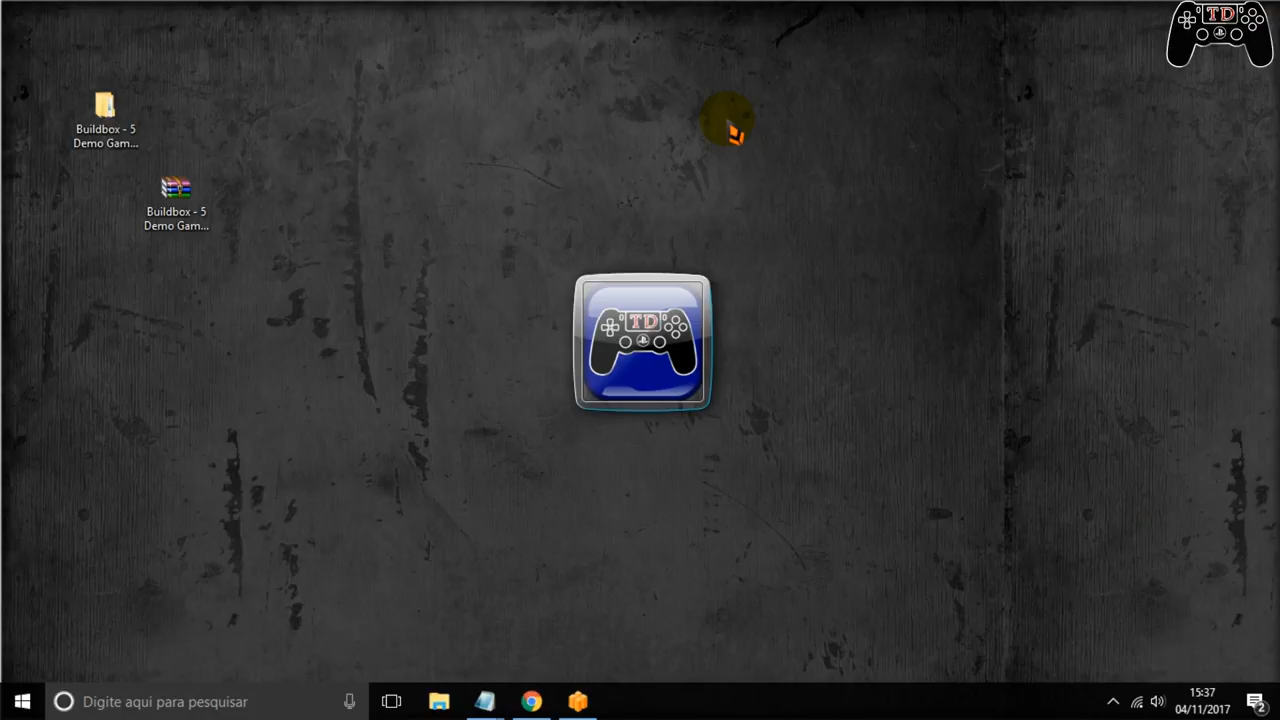 TD
Buildbox - 5
Demo Gam...
Buildbox - 5
Demo Gam...
TD
Digite aqui para pesquisar
15:37
04/11/2017
2